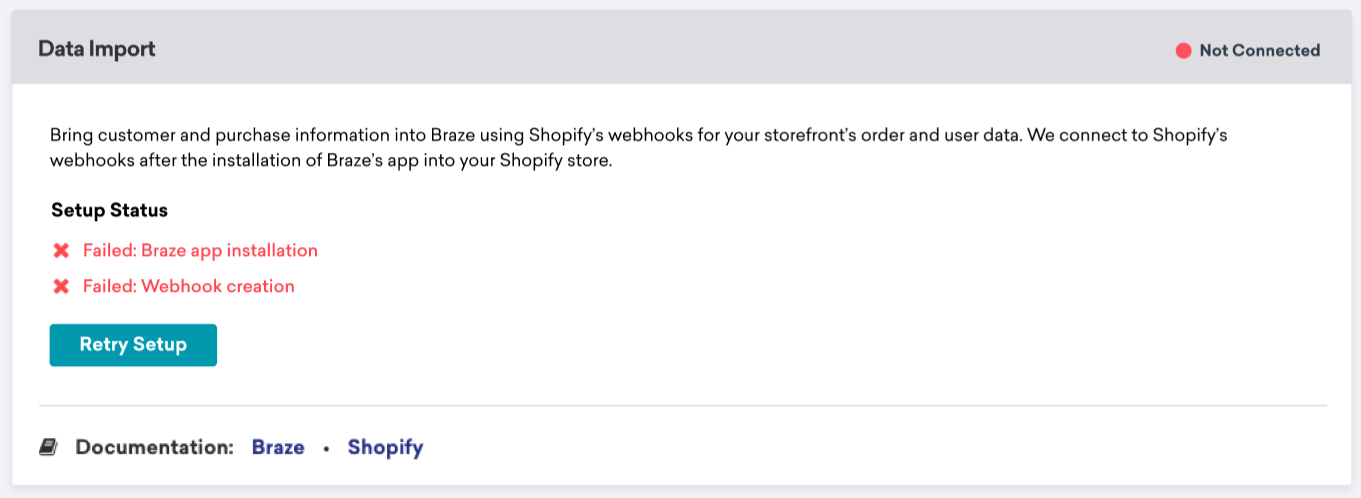 Data Import
Not Connected
Bring customer and purchase information into Braze using Shopify’s webhooks for your storefront’s order and user data. We connect to Shopify’s
webhooks after the installation of Braze’s app into your Shopify store.
Setup Status
Failed: Braze app installation
Failed: Webhook creation
Retry Setup
Documentation: Braze • Shopify